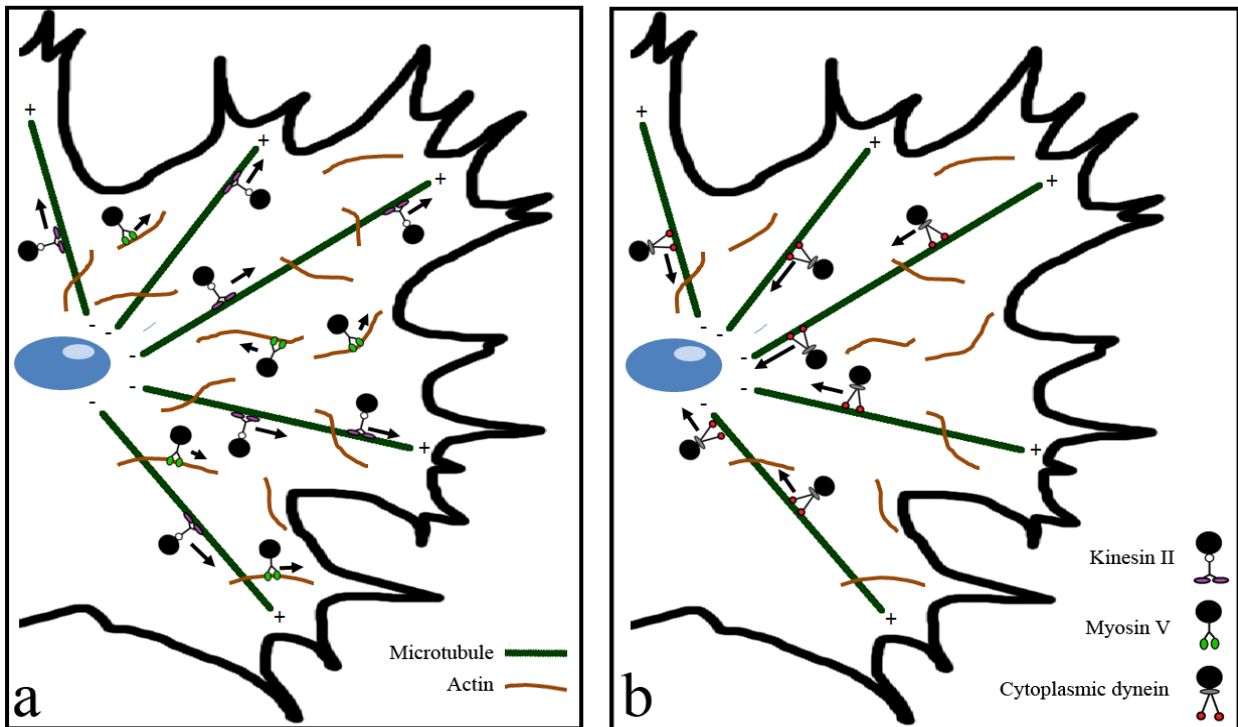 +
+
+
-
-
-
-
-
+
+
Microtubule
Actin
a
+
+
+
-
-
-
-
-
+
+
Kinesin II
Myosin V
Cytoplasmic dynein
b